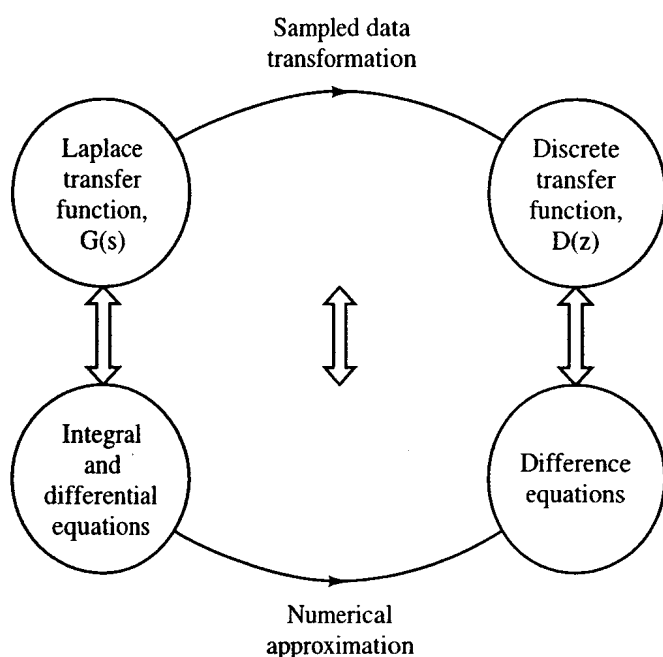 Sampled data
transformation
Laplace
transfer
function,
G(s)
Discrete
transfer
function,
D(z)
Integral
and
differential
equations
Difference
equations
Numerical
approximation